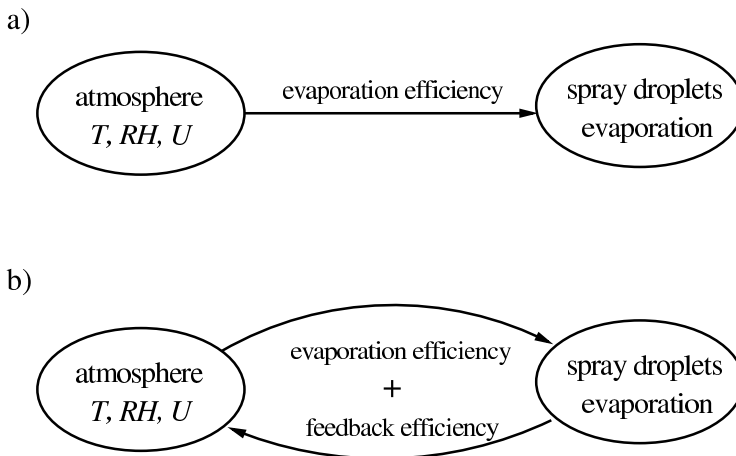 a)
atmosphere
T, RH, U
evaporation efficiency
spray droplets
evaporation
b)
atmosphere
T, RH, U
evaporation efficiency
+
feedback efficiency
spray droplets
evaporation